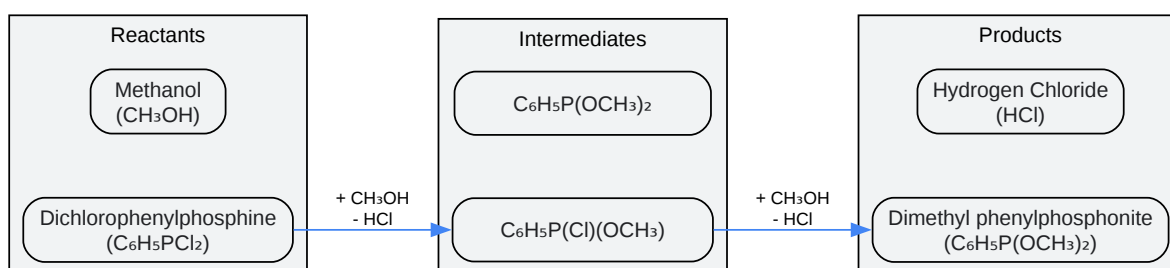 Reactants
Methanol
(CH₃OH)
Dichlorophenylphosphine
(C₆H₅PCl₂)
+ CH₃OH
- HCl
Intermediates
C₆H₅P(OCH₃)₂
C₆H₅P(Cl)(OCH₃)
+ CH₃OH
- HCl
Products
Hydrogen Chloride
(HCl)
Dimethyl phenylphosphonite
(C₆H₅P(OCH₃)₂)